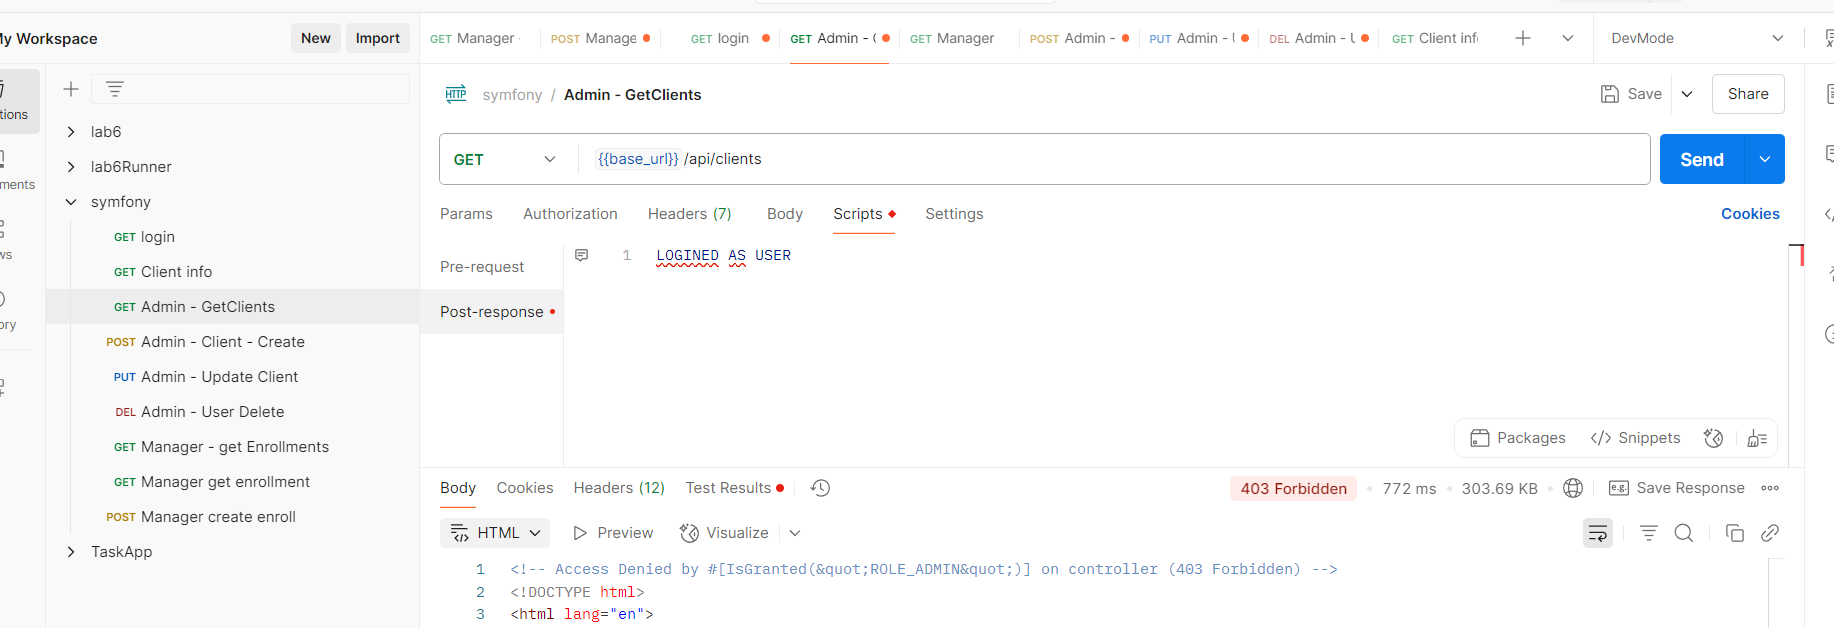 My Workspace
New
Import
GET Manager
POST Manage
GET login
GET Admin - (
GET Manager
POST Admin -
PUT Admin - (
DEL Admin - (
GET Client info
DevMode
symfony / Admin - GetClients
Save
Share
lab6
lab6Runner
symfony
GET login
GET Client info
GET Admin - GetClients
POST Admin - Client - Create
PUT Admin - Update Client
DEL Admin - User Delete
GET Manager - get Enrollments
GET Manager get enrollment
POST Manager create enroll
TaskApp
HTTP
GET
{{base_url}} /api/clients
Send
Params
Authorization
Headers (7)
Body
Scripts
Settings
Cookies
Pre-request
Post-response
1 LOGINED AS USER
Packages
</> Snippets
Body
Cookies
Headers (12)
Test Results
403 Forbidden
772 ms
303.69 KB
e.g.
Save Response
HTML
Preview
Visualize
1 <!-- Access Denied by #[IsGranted(&quot;ROLE_ADMIN&quot;)] on controller (403 Forbidden) -->
2 <!DOCTYPE html>
3 <html lang="en">